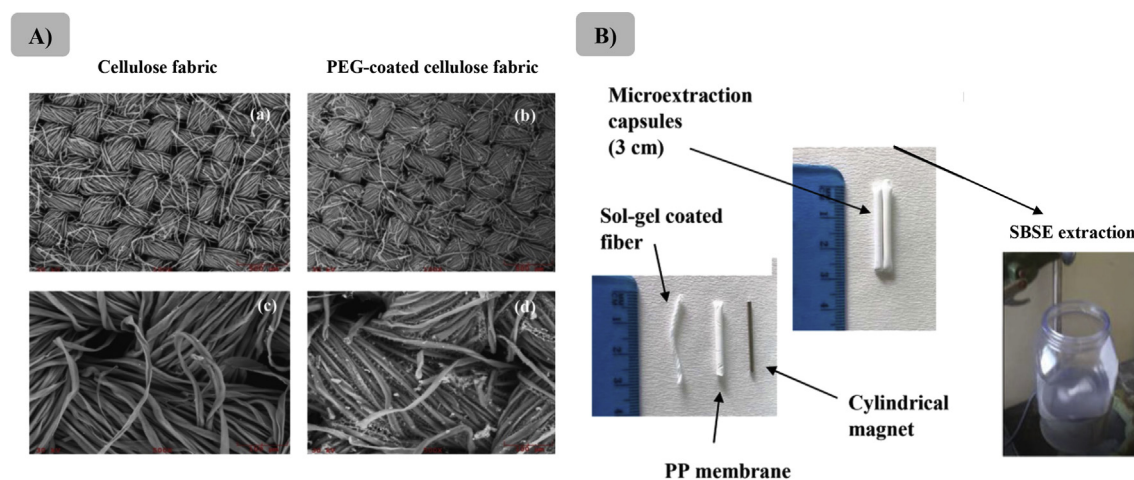 A)
Cellulose fabric
PEG-coated cellulose fabric
(a)
(b)
(c)
(d)
B)
Microextraction
capsules
(3 cm)
Sol-gel coated
fiber
SBSE extraction
Cylindrical
magnet
PP membrane